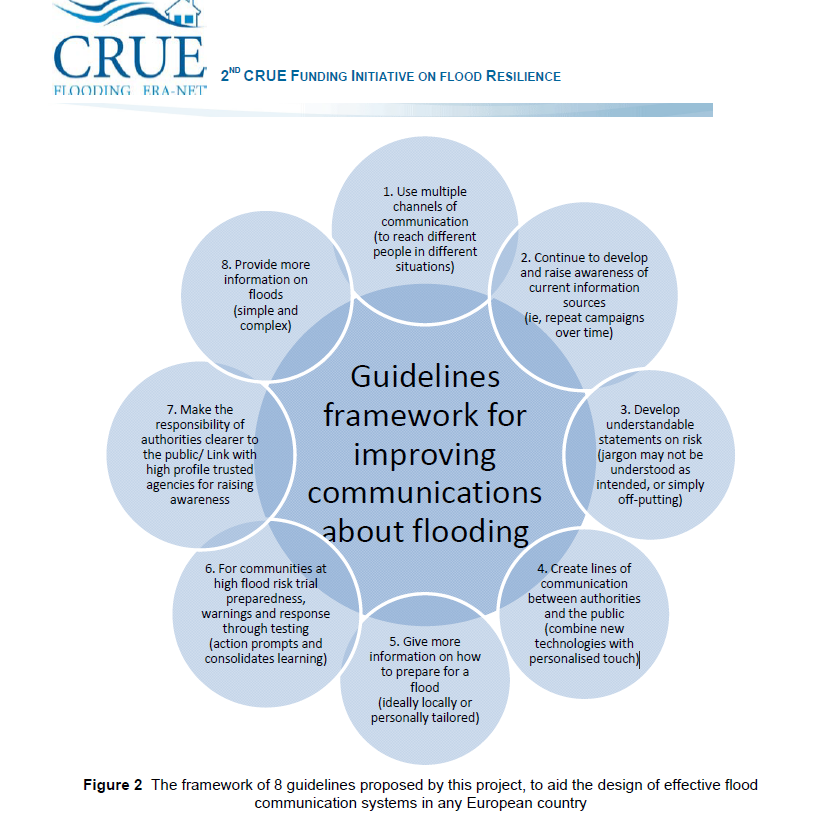 CRUE
FLOODING ERA-NET
2ND CRUE FUNDING INITIATIVE ON FLOOD RESILIENCE
1. Use multiple
channels of
communication
(to reach different
people in different
situations)
2. Continue to develop
and raise awareness of
current information
sources
(ie, repeat campaigns
over time)
3. Develop
understandable
statements on risk
(jargon may not be
understood as
intended, or simply
off-putting)
4. Create lines of
communication
between authorities
and the public
(combine new
technologies with
personalised touch)
5. Give more
information on how
to prepare for a
flood
(ideally locally or
personally tailored)
6. For communities at
high flood risk trial
preparedness,
warnings and response
through testing
(action prompts and
consolidates learning)
7. Make the
responsibility of
authorities clearer to
the public/ Link with
high profile trusted
agencies for raising
awareness
8. Provide more
information on
floods
(simple and
complex)
Guidelines
framework for
improving
communications
about flooding
Figure 2 The framework of 8 guidelines proposed by this project, to aid the design of effective flood
communication systems in any European country